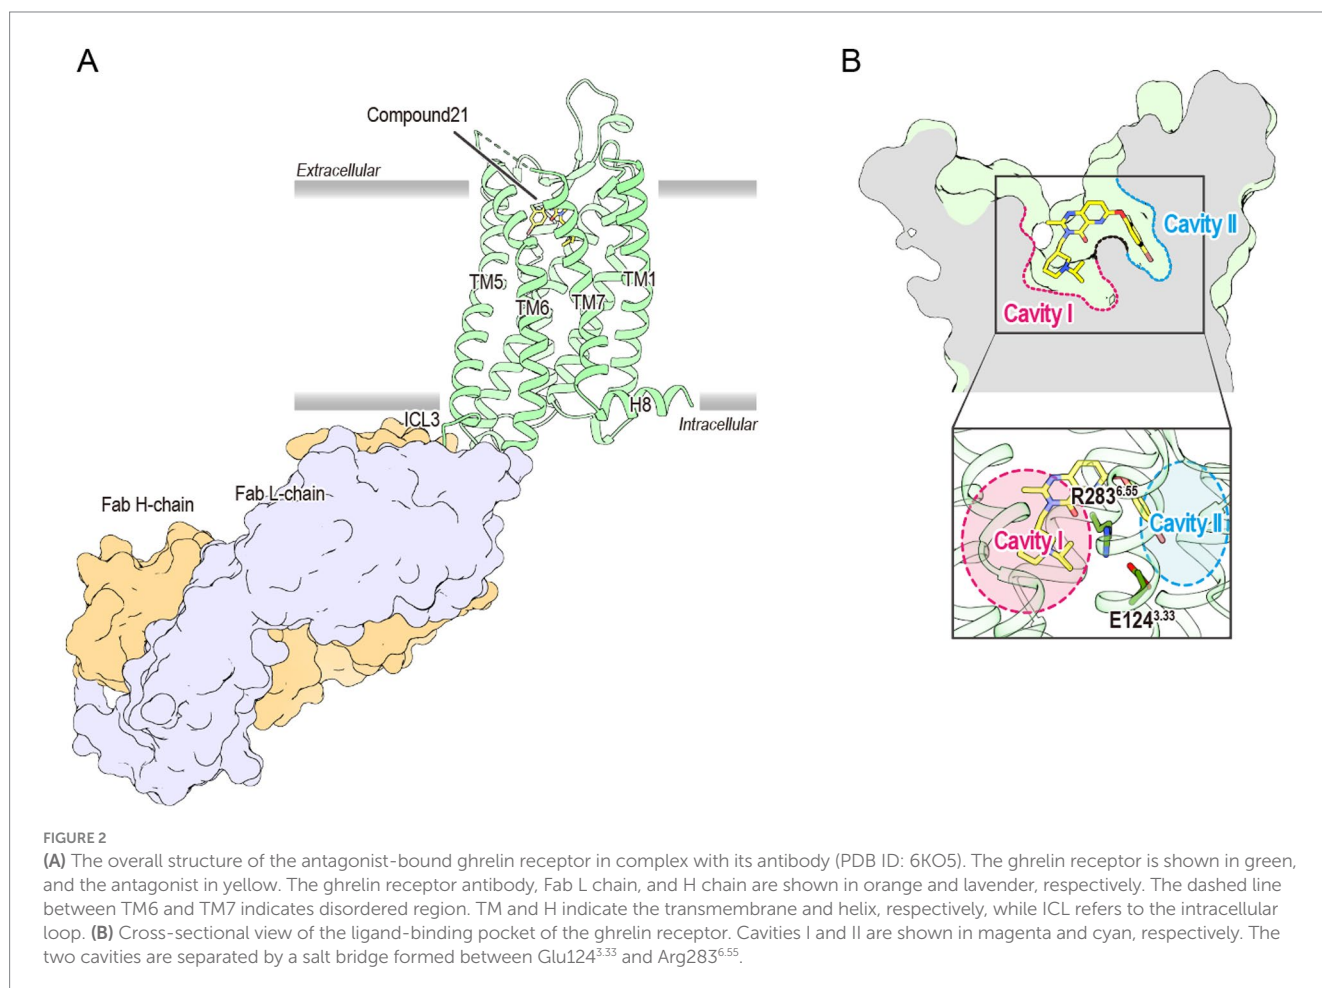 A
B
Compound21
Extracellular
TM5
TM6
TM7
TM1
H8
ICL3
Intracellular
Fab H-chain
Fab L-chain
Cavity II
Cavity I
R283^6.55
Cavity I
Cavity II
E124^3.33
FIGURE 2
(A) The overall structure of the antagonist-bound ghrelin receptor in complex with its antibody (PDB ID: 6KO5). The ghrelin receptor is shown in green,
and the antagonist in yellow. The ghrelin receptor antibody, Fab L chain, and H chain are shown in orange and lavender, respectively. The dashed line
between TM6 and TM7 indicates disordered region. TM and H indicate the transmembrane and helix, respectively, while ICL refers to the intracellular
loop. (B) Cross-sectional view of the ligand-binding pocket of the ghrelin receptor. Cavities I and II are shown in magenta and cyan, respectively. The
two cavities are separated by a salt bridge formed between Glu124^3.33 and Arg283^6.55.